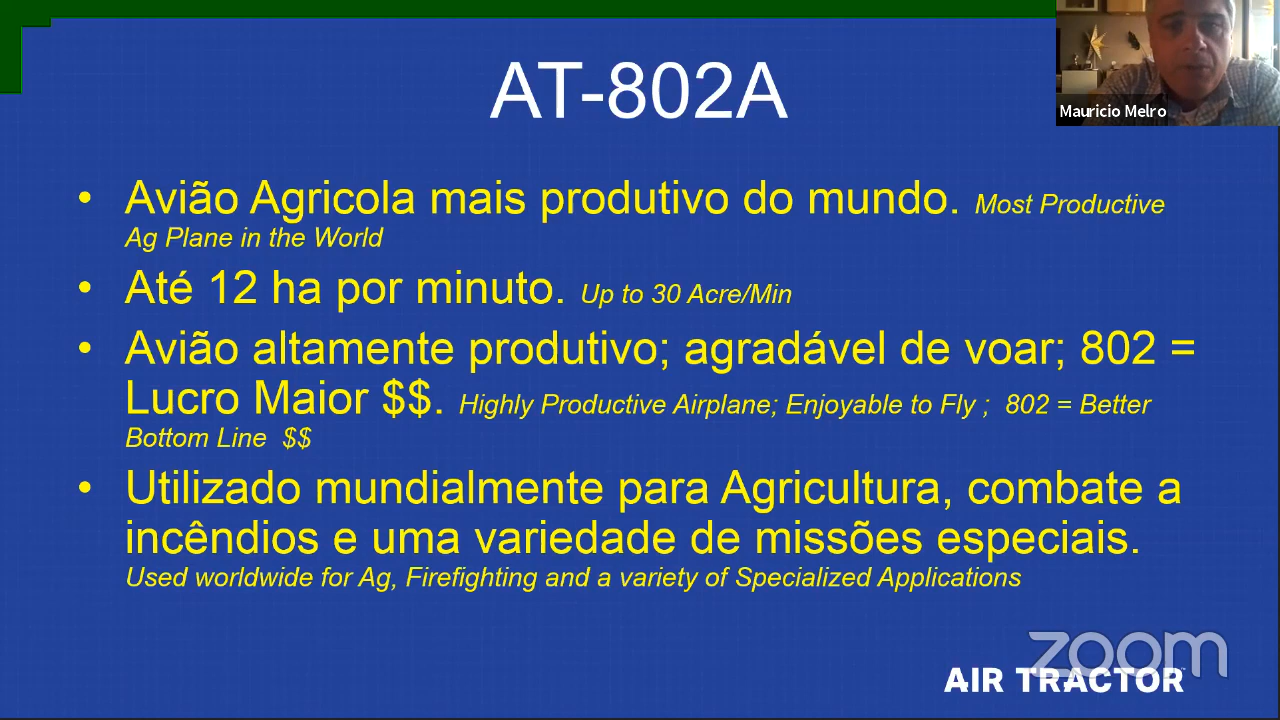 AT-802A
Mauricio Melro
• Avião Agricola mais produtivo do mundo. Most Productive
Ag Plane in the World
• Até 12 ha por minuto. Up to 30 Acre/Min
• Avião altamente produtivo; agradável de voar; 802 =
Lucro Maior $$. Highly Productive Airplane; Enjoyable to Fly ; 802 = Better
Bottom Line $$
• Utilizado mundialmente para Agricultura, combate a
incêndios e uma variedade de missões especiais.
Used worldwide for Ag, Firefighting and a variety of Specialized Applications
zoom
AIR TRACTOR